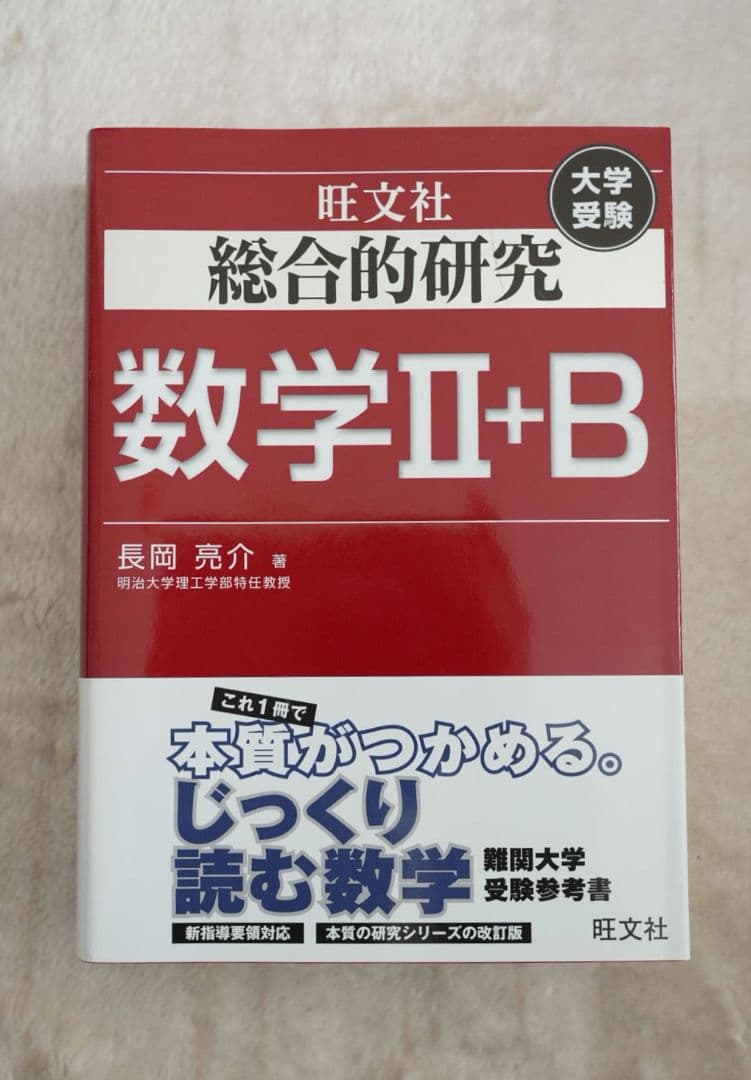 大学
受験
旺文社
総合的研究
数学II+B
長岡 亮介 著
明治大学理工学部特任教授
これ1冊で
本質がつかめる。
じっくり
読む数学
難関大学
受験参考書
新指導要領対応
本質の研究シリーズの改訂版
旺文社